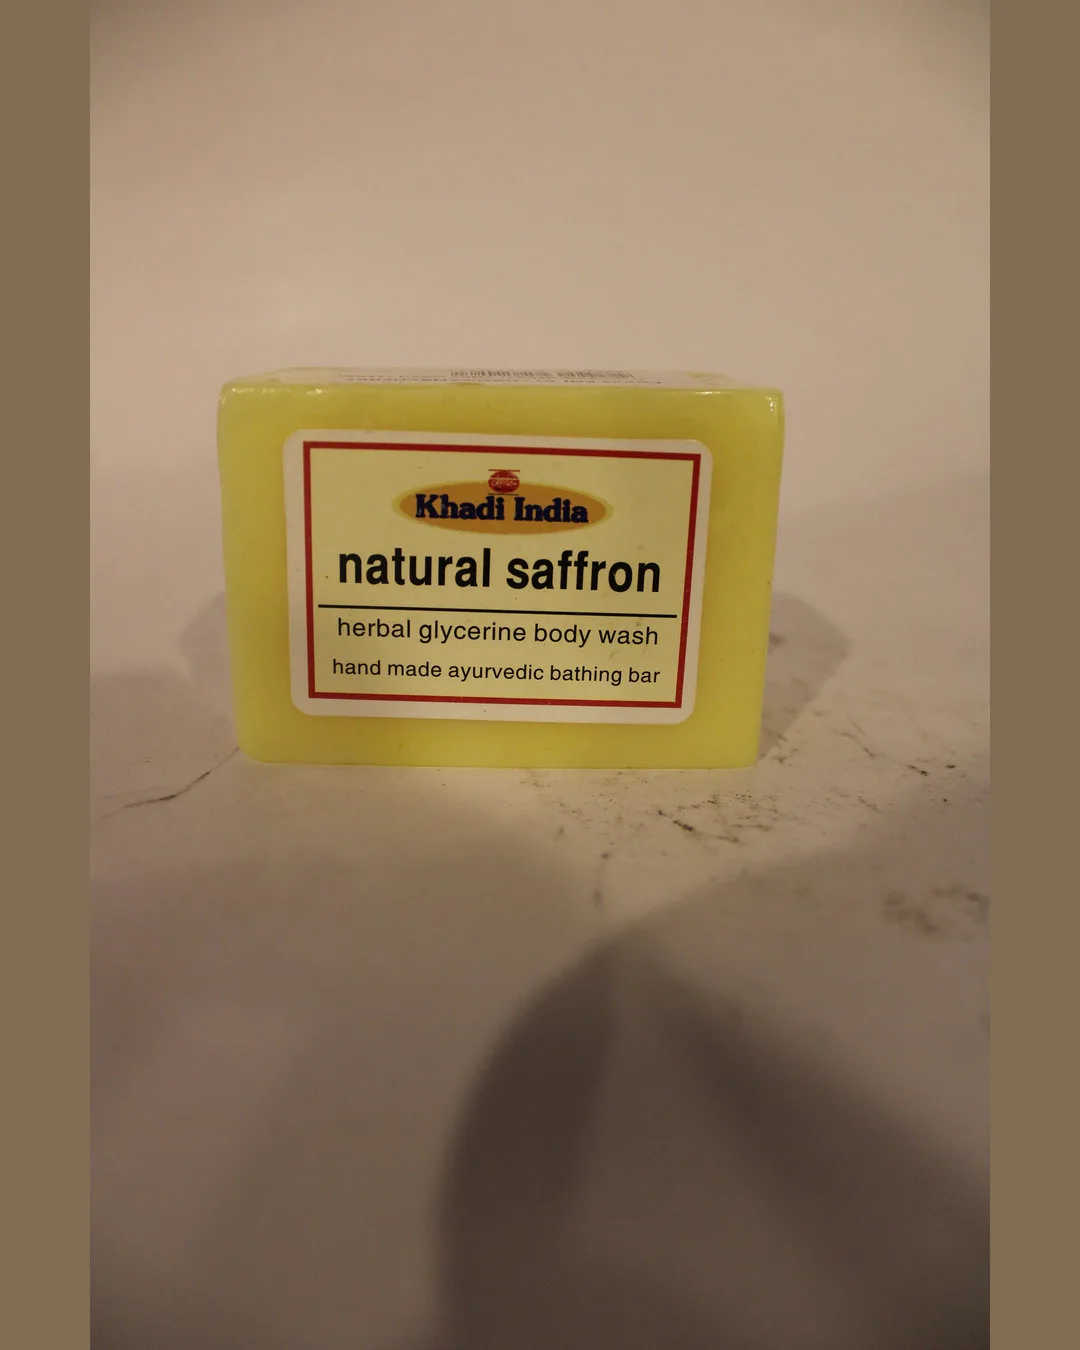 Khadi India
natural saffron
herbal glycerine body wash
hand made ayurvedic bathing bar